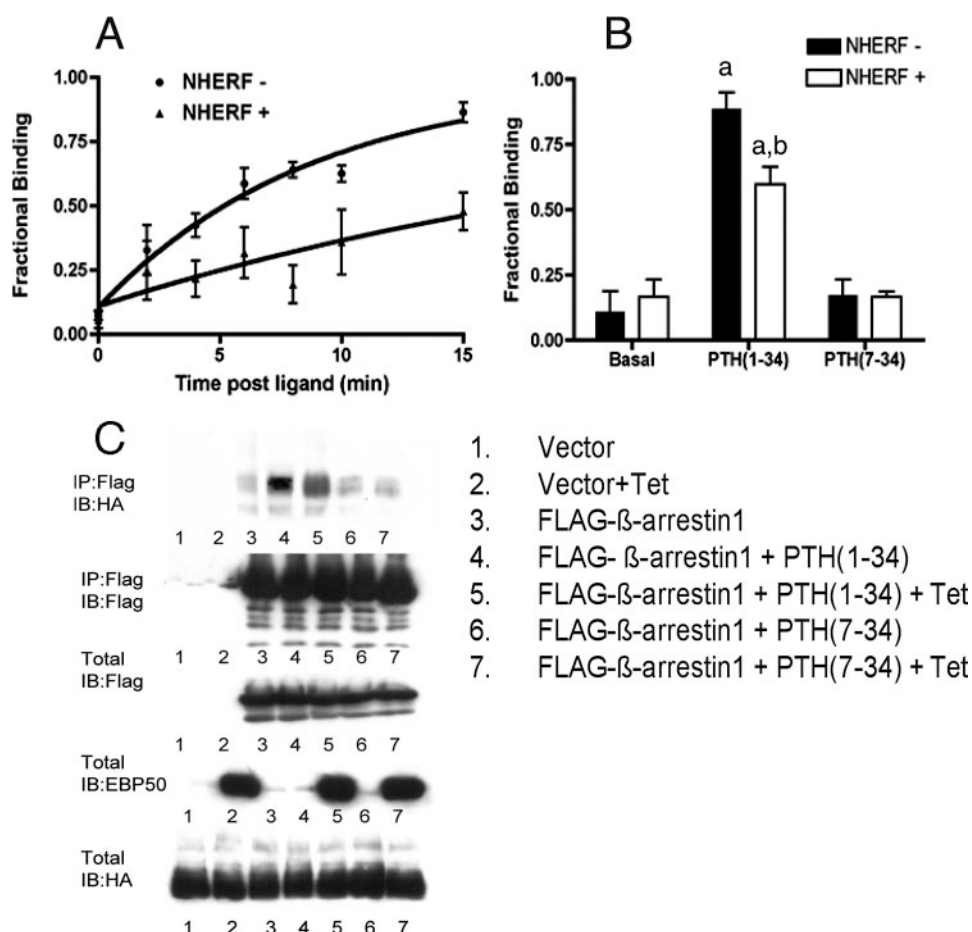 A
NHERF -
NHERF +
1.00
0.75
0.50
0.25
0.00
Fractional Binding
0 5 10 15
Time post ligand (min)
B
NHERF -
NHERF +
1.00
0.75
0.50
0.25
0.00
Fractional Binding
a
a,b
Basal PTH(1-34) PTH(7-34)
C
IP:Flag
IB:HA
1 2 3 4 5 6 7
IP:Flag
IB:Flag
1 2 3 4 5 6 7
Total
IB:Flag
1 2 3 4 5 6 7
Total
IB:EBP50
1 2 3 4 5 6 7
Total
IB:HA
1 2 3 4 5 6 7
1. Vector
2. Vector+Tet
3. FLAG-ß-arrestin1
4. FLAG- ß-arrestin1 + PTH(1-34)
5. FLAG-ß-arrestin1 + PTH(1-34) + Tet
6. FLAG-ß-arrestin1 + PTH(7-34)
7. FLAG-ß-arrestin1 + PTH(7-34) + Tet